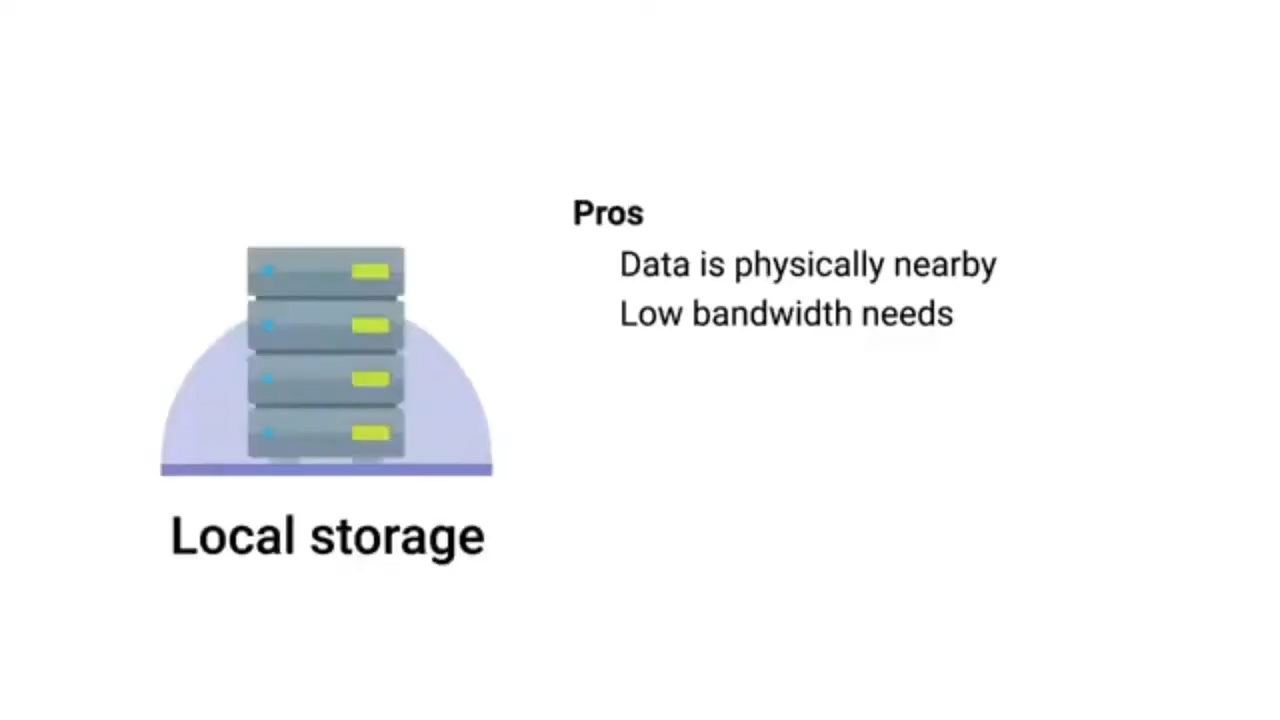 Pros
Data is physically nearby
Low bandwidth needs
Local storage